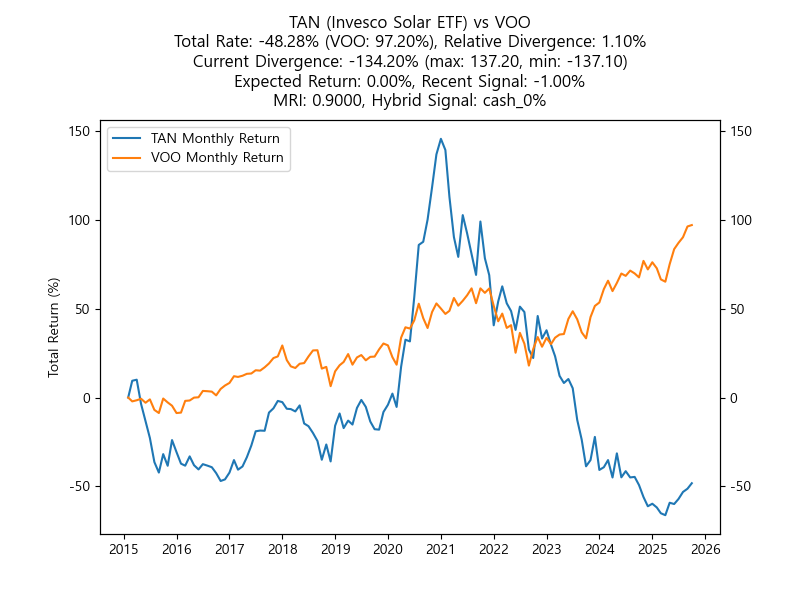 TAN (Invesco Solar ETF) vs VOO
Total Rate: -48.28% (VOO: 97.20%), Relative Divergence: 1.10%
Current Divergence: -134.20% (max: 137.20, min: -137.10)
Expected Return: 0.00%, Recent Signal: -1.00%
MRI: 0.9000, Hybrid Signal: cash_0%
TAN Monthly Return
VOO Monthly Return
Total Return (%)
150
100
50
0
-50
150
100
50
0
-50
2015 2016 2017 2018 2019 2020 2021 2022 2023 2024 2025 2026